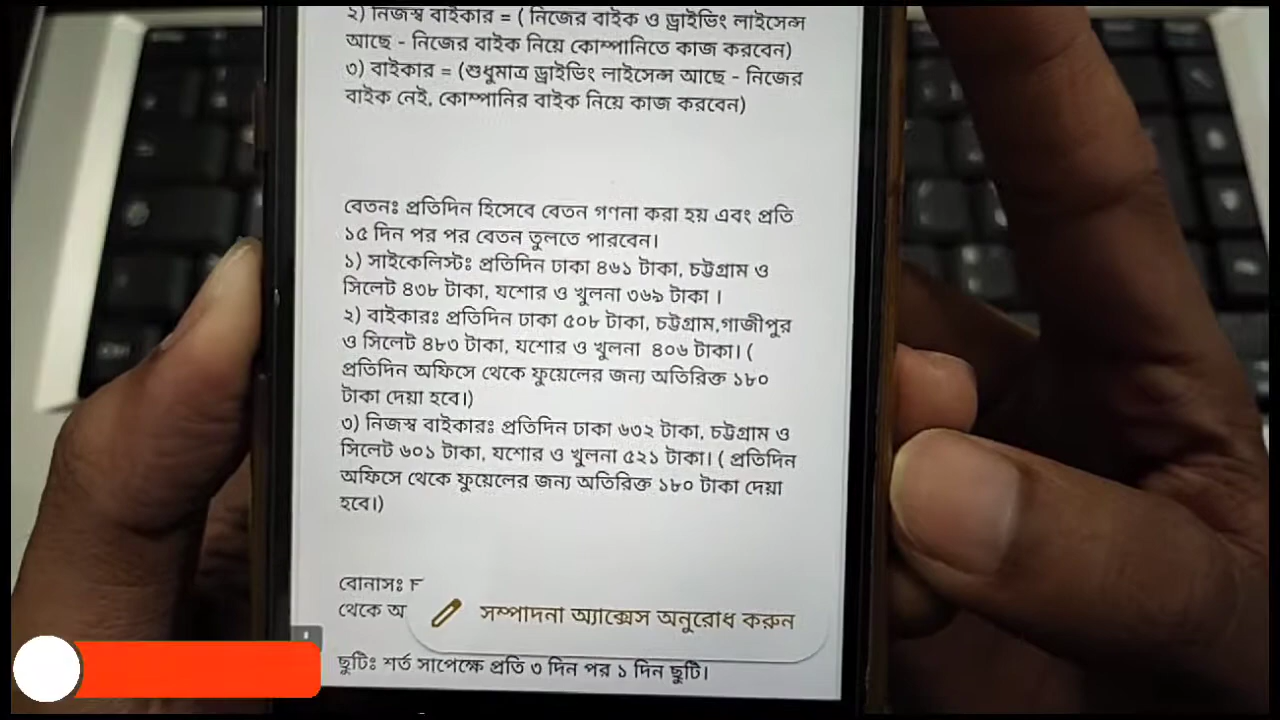 ২) নিজস্ব বাইকার = ( নিজের বাইক ও ড্রাইভিং লাইসেন্স
আছে - নিজের বাইক নিয়ে কোম্পানিতে কাজ করবেন)
৩) বাইকার = (শুধুমাত্র ড্রাইভিং লাইসেন্স আছে - নিজের
বাইক নেই, কোম্পানির বাইক নিয়ে কাজ করবেন)
বেতনঃ প্রতিদিন হিসেবে বেতন গণনা করা হয় এবং প্রতি
১৫ দিন পর পর বেতন তুলতে পারবেন।
১) সাইকেলিস্টঃ প্রতিদিন ঢাকা ৪৬১ টাকা, চট্টগ্রাম ও
সিলেট ৪৩৮ টাকা, যশোর ও খুলনা ৩৬৯ টাকা ।
২) বাইকারঃ প্রতিদিন ঢাকা ৫০৮ টাকা, চট্টগ্রাম,গাজীপুর
ও সিলেট ৪৮৩ টাকা, যশোর ও খুলনা ৪০৬ টাকা। (
প্রতিদিন অফিসে থেকে ফুয়েলের জন্য অতিরিক্ত ১৮০
টাকা দেয়া হবে।)
৩) নিজস্ব বাইকারঃ প্রতিদিন ঢাকা ৬৩২ টাকা, চট্টগ্রাম ও
সিলেট ৬০১ টাকা, যশোর ও খুলনা ৫২১ টাকা। ( প্রতিদিন
অফিসে থেকে ফুয়েলের জন্য অতিরিক্ত ১৮০ টাকা দেয়া
হবে।)
বোনাসঃ
থেকে
সম্পাদনা অ্যাক্সেস অনুরোধ করুন
ছুটিঃ শর্ত সাপেক্ষে প্রতি ৩ দিন পর ১ দিন ছুটি।